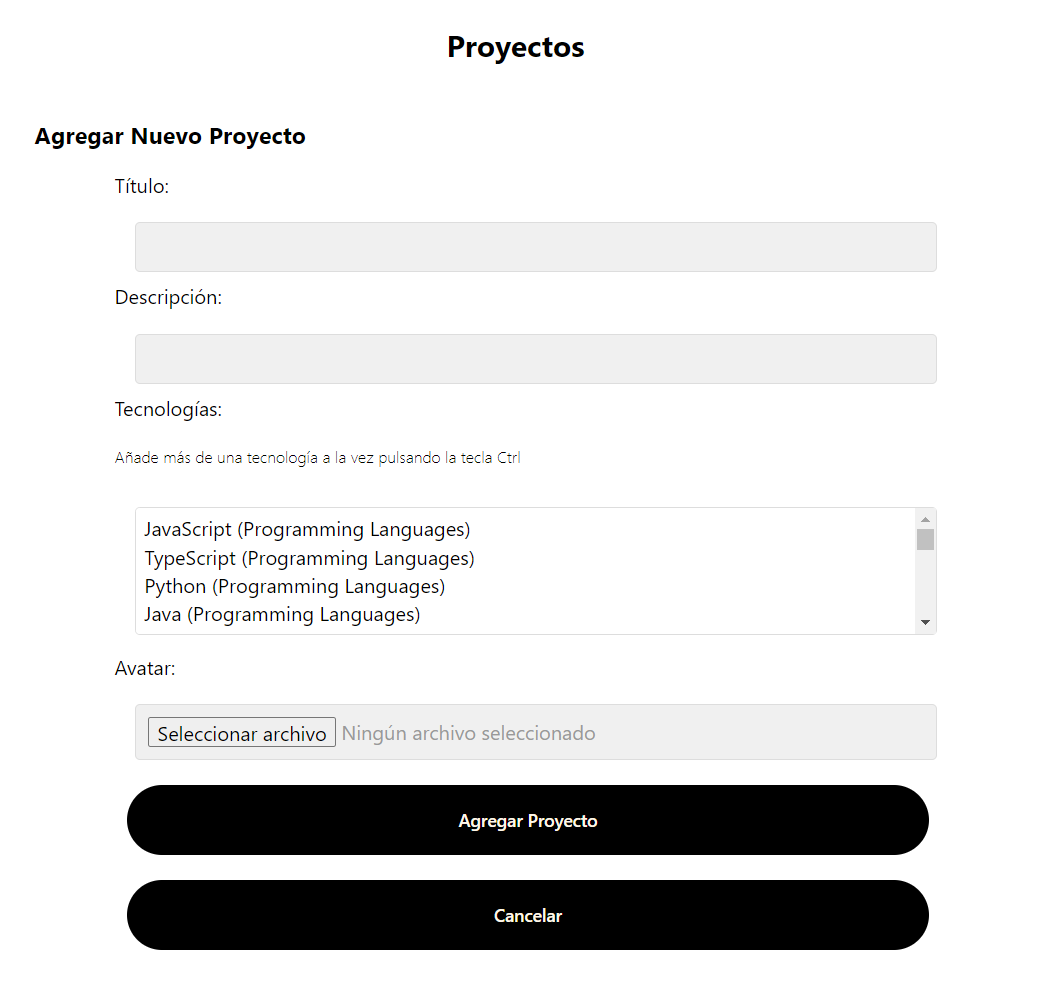 Proyectos
Agregar Nuevo Proyecto
Título:
Descripción:
Tecnologías:
Añade más de una tecnología a la vez pulsando la tecla Ctrl
JavaScript (Programming Languages)
TypeScript (Programming Languages)
Python (Programming Languages)
Java (Programming Languages)
Avatar:
Seleccionar archivo Ningún archivo seleccionado
Agregar Proyecto
Cancelar